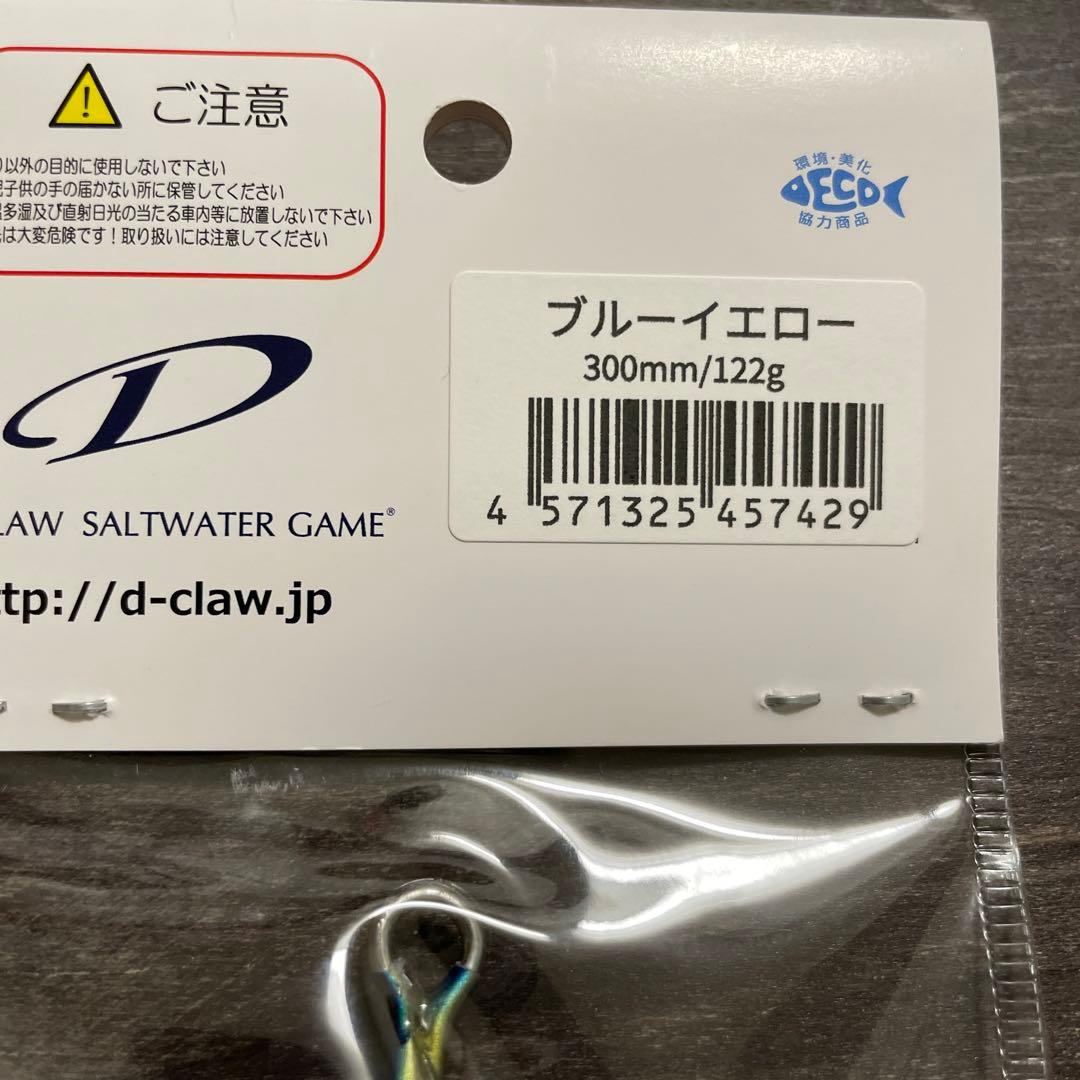 ご注意
以外の目的に使用しないで下さい
子供の手の届かない所に保管してください
多湿及び直射日光の当たる車内等に放置しないで下さい
は大変危険です！取り扱いには注意してください
環境・美化
ECO
協力商品
ブルーイエロー
300mm/122g
4 571325 457429
D
LAW SALTWATER GAME®
ttp://d-claw.jp